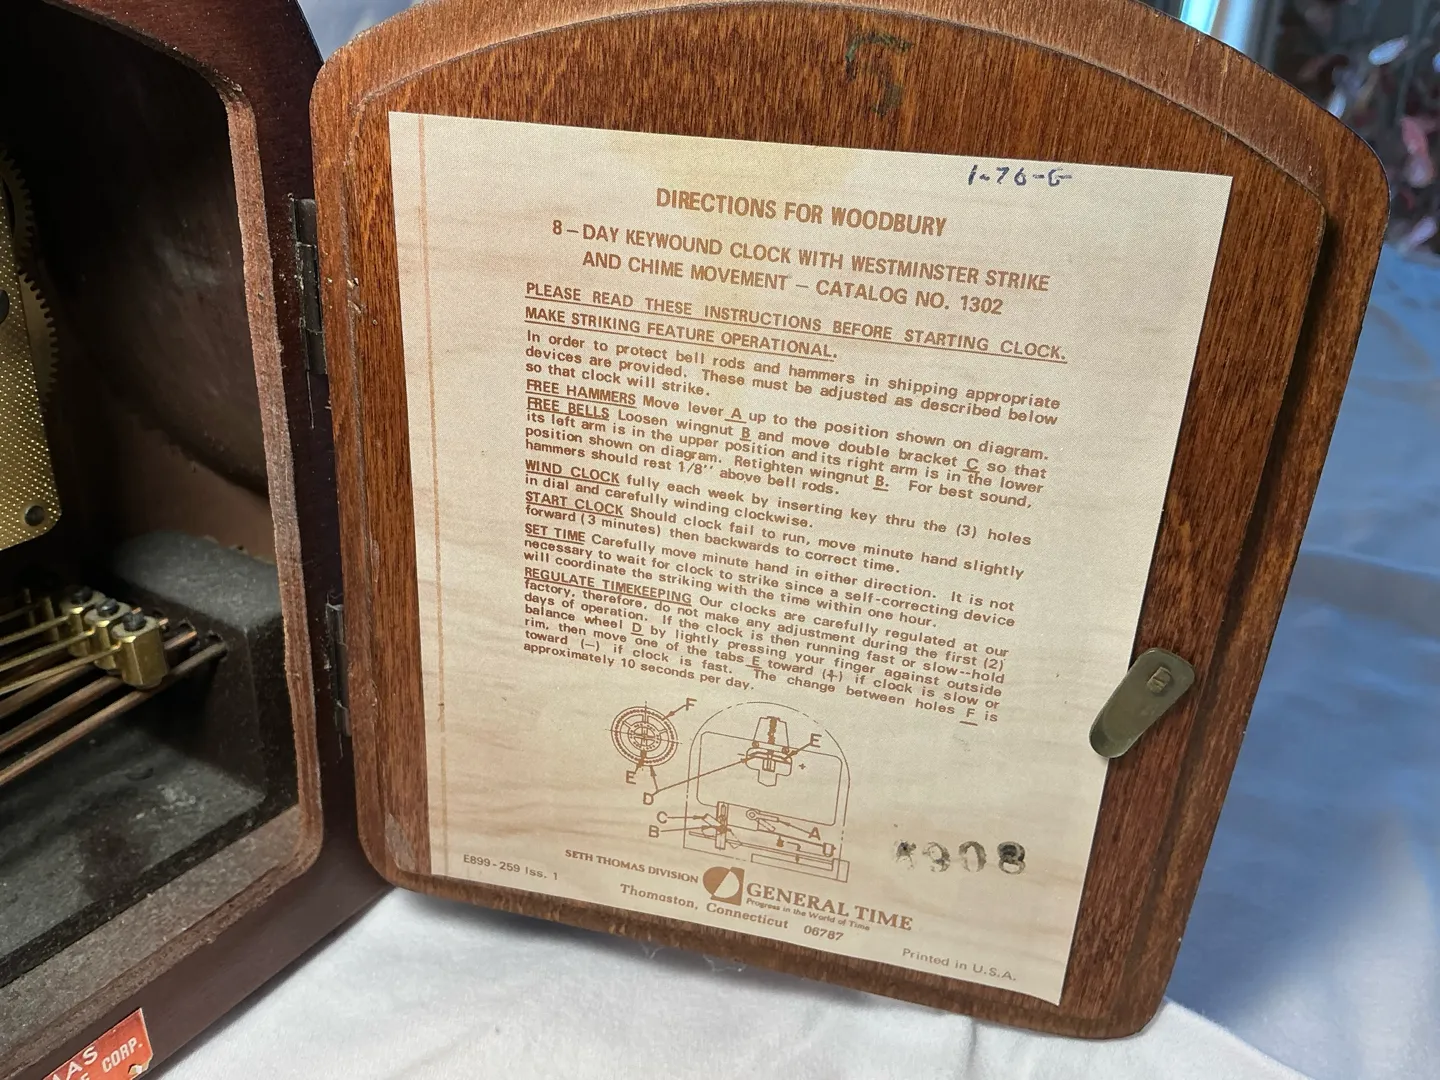 5
1-76-G
DIRECTIONS FOR WOODBURY
8-DAY KEYWOUND CLOCK WITH WESTMINSTER STRIKE
AND CHIME MOVEMENT - CATALOG NO. 1302
PLEASE READ THESE INSTRUCTIONS BEFORE STARTING CLOCK.
MAKE STRIKING FEATURE OPERATIONAL.
In order to protect bell rods and hammers in shipping appropriate
devices are provided. These must be adjusted as described below
so that clock will strike.
FREE HAMMERS Move lever A up to the position shown on diagram.
FREE BELLS Loosen wingnut B and move double bracket C so that
its left arm is in the upper position and its right arm is in the lower
position shown on diagram. Retighten wingnut B. For best sound,
hammers should rest 1/8'' above bell rods.
WIND CLOCK fully each week by inserting key thru the (3) holes
in dial and carefully winding clockwise.
START CLOCK Should clock fail to run, move minute hand slightly
forward (3 minutes) then backwards to correct time.
SET TIME Carefully move minute hand in either direction. It is not
necessary to wait for clock to strike since a self-correcting device
will coordinate the striking with the time within one hour.
REGULATE TIMEKEEPING Our clocks are carefully regulated at our
factory, therefore, do not make any adjustment during the first (2)
days of operation. If the clock is then running fast or slow--hold
balance wheel D by lightly pressing your finger against outside
rim, then move one of the tabs E toward (+) if clock is slow or
toward (-) if clock is fast. The change between holes F is
approximately 10 seconds per day.
F
E
E
+
D
C
A
B
908
E899-259 Iss. 1
SETH THOMAS DIVISION
GENERAL TIME
Progress in the World of Time
Thomaston, Connecticut 06787
Printed in U.S.A.
AS
CORP.